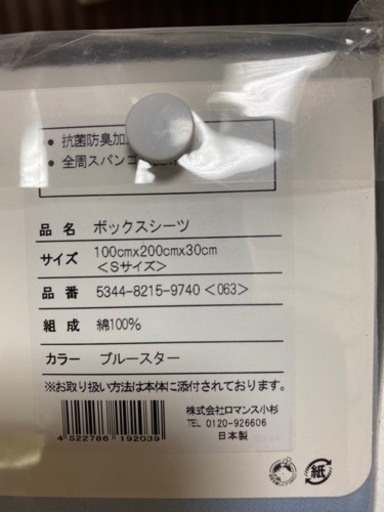 • 抗菌防臭加
• 全周スパンゴ
品 名 ボックスシーツ
サイズ 100cmx200cmx30cm
<Sサイズ>
品 番 5344-8215-9740 <063>
組 成 綿100%
カラー ブルースター
※お取り扱い方法は本体に添付されております。
株式会社ロマンス小杉
TEL 0120-926606
日本製
4 522786 192039
紙